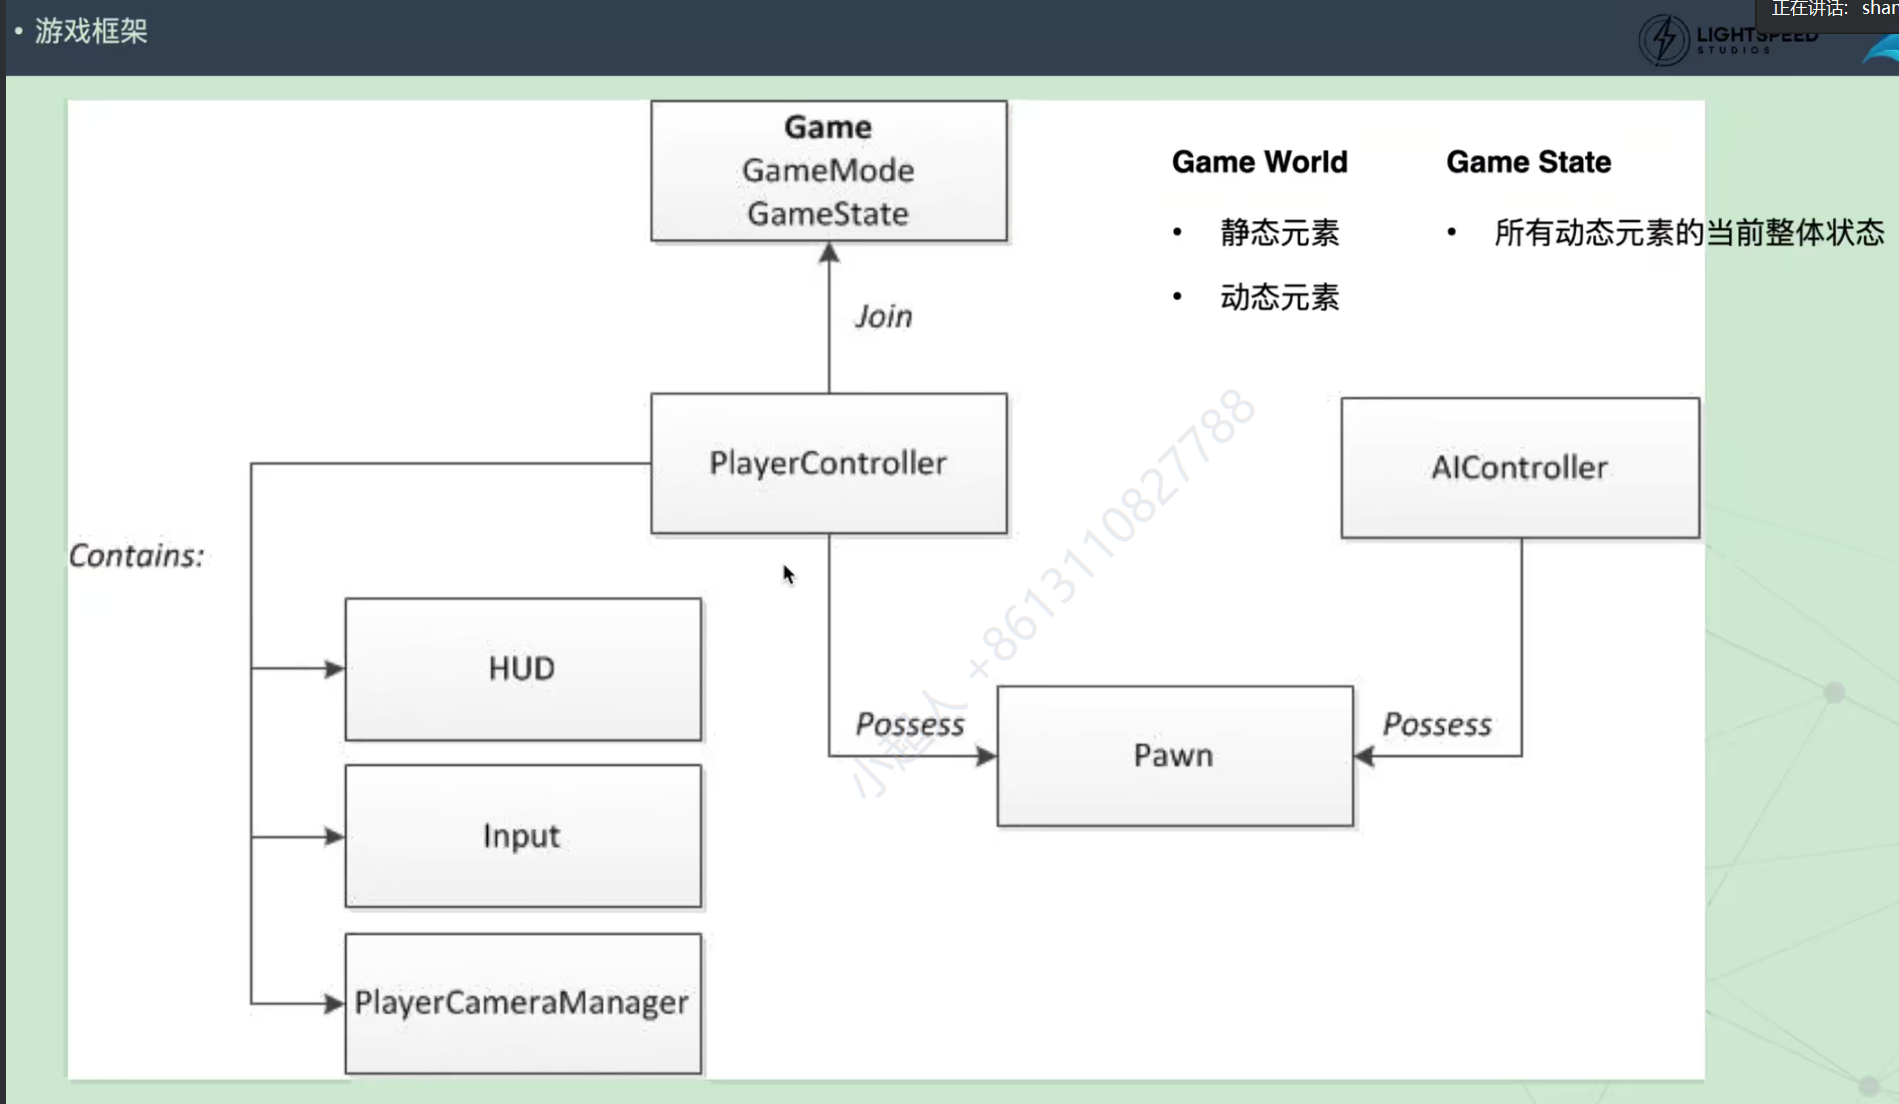 • 游戏框架
正在讲话: shan
LIGHTSPEED
STUDIOS
Game
GameMode
GameState
Game World
• 静态元素
• 动态元素
Game State
• 所有动态元素的当前整体状态
Join
PlayerController
AIController
Contains:
HUD
Input
PlayerCameraManager
Possess
Pawn
Possess
小超人 +8613110827788